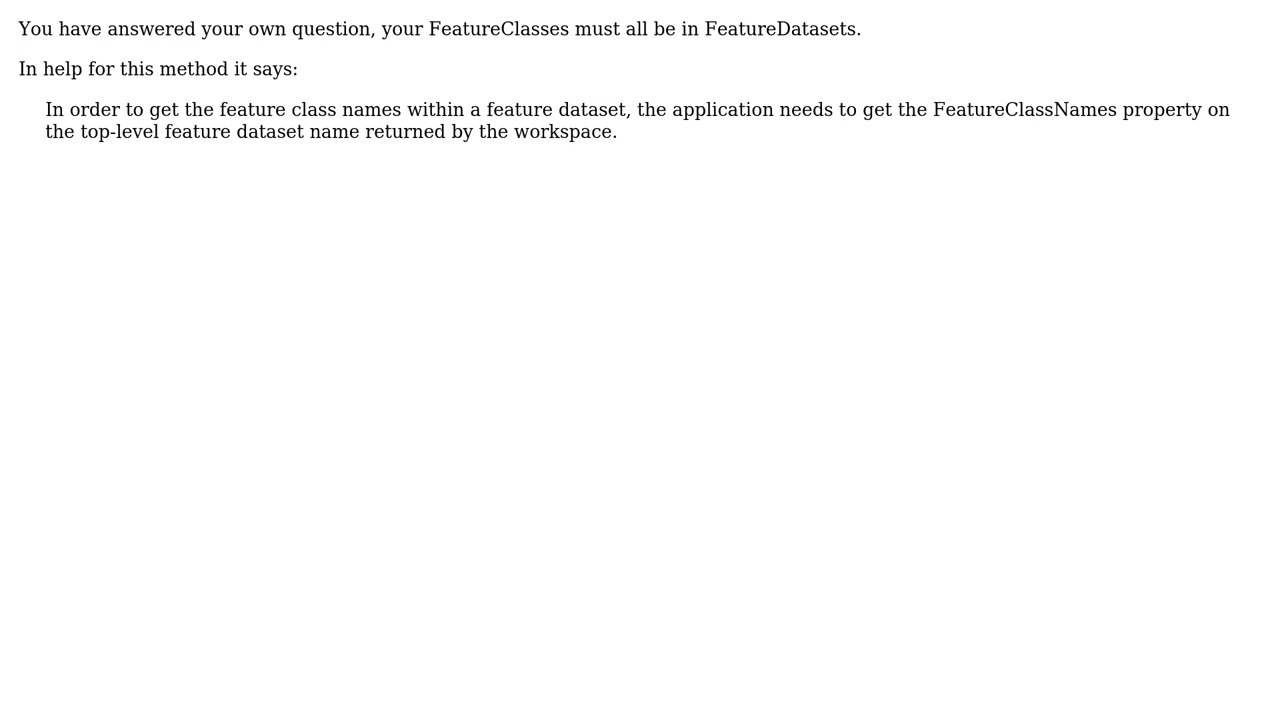 You have answered your own question, your FeatureClasses must all be in FeatureDatasets.
In help for this method it says:
In order to get the feature class names within a feature dataset, the application needs to get the FeatureClassNames property on
the top-level feature dataset name returned by the workspace.